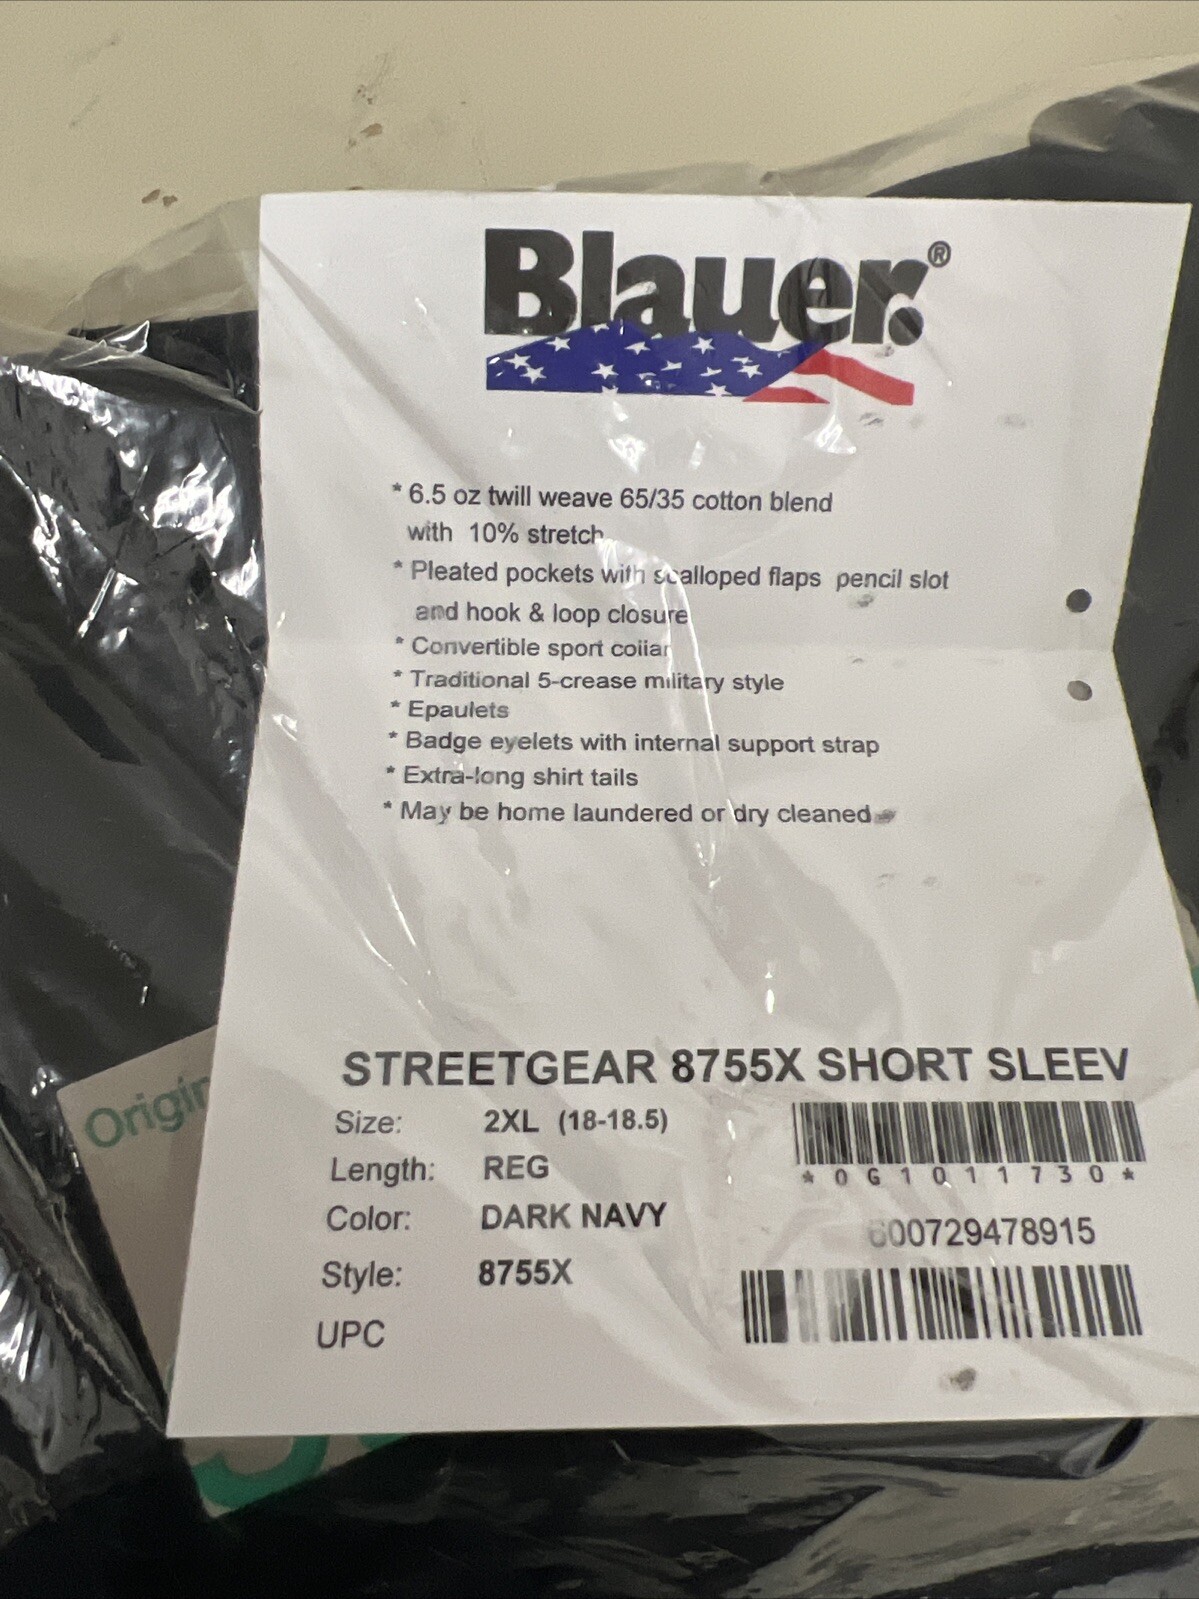 Blauer.®
* 6.5 oz twill weave 65/35 cotton blend
with 10% stretch
* Pleated pockets with scalloped flaps pencil slot
and hook & loop closure
* Convertible sport collar
* Traditional 5-crease military style
* Epaulets
* Badge eyelets with internal support strap
* Extra-long shirt tails
* May be home laundered or dry cleaned
STREETGEAR 8755X SHORT SLEEV
Size: 2XL (18-18.5)
Length: REG
Color: DARK NAVY
Style: 8755X
UPC
*0G1011730*
600729478915
Origin